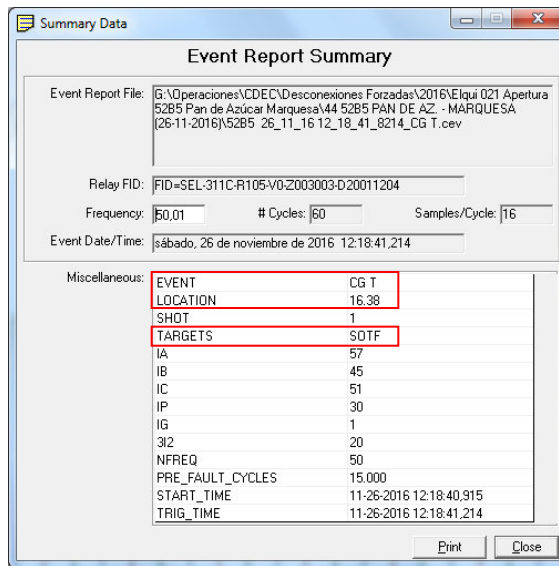 Summary Data
Event Report Summary
Event Report File: G:\Operaciones\CDEC\Desconexiones Forzadas\2016\Elqui 021 Apertura
52B5 Pan de Azúcar Marquesa\44 52B5 PAN DE AZ. - MARQUESA
(26-11-2016)\52B5 26_11_16 12_18_41_8214_CG T.cev
Relay FID: FID=SEL-311C-R105-V0-Z003003-D20011204
Frequency: 50,01 # Cycles: 60 Samples/Cycle: 16
Event Date/Time: sábado, 26 de noviembre de 2016 12:18:41,214
Miscellaneous:
EVENT CG T
LOCATION 16.38
SHOT 1
TARGETS SOTF
IA 57
IB 45
IC 51
IP 30
IG 1
3I2 20
NFREQ 50
PRE_FAULT_CYCLES 15.000
START_TIME 11-26-2016 12:18:40,915
TRIG_TIME 11-26-2016 12:18:41,214
Print Close